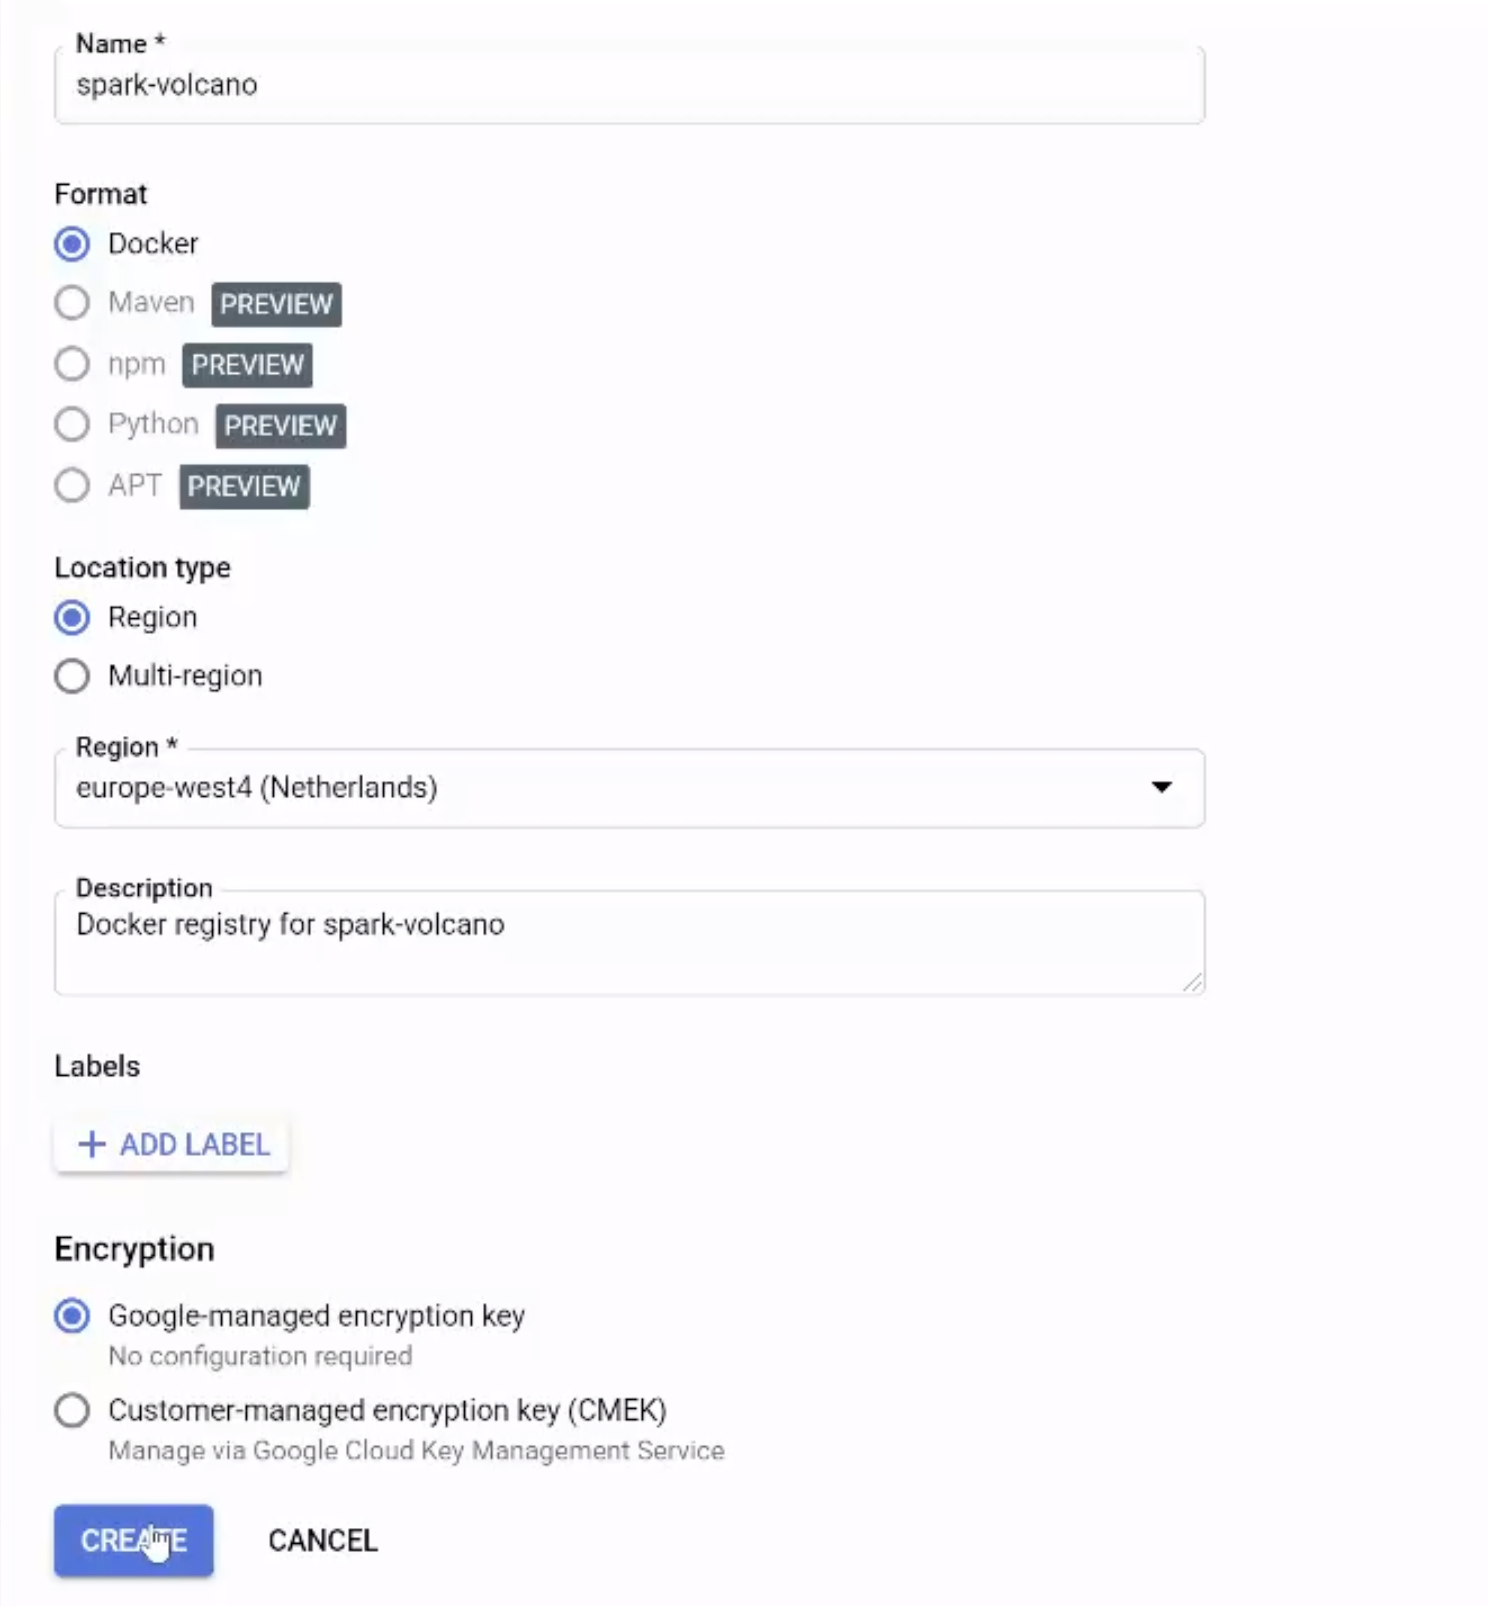 Name *
spark-volcano
Format
Docker
Maven PREVIEW
npm PREVIEW
Python PREVIEW
APT PREVIEW
Location type
Region
Multi-region
Region *
europe-west4 (Netherlands)
Description
Docker registry for spark-volcano
Labels
+ ADD LABEL
Encryption
Google-managed encryption key
No configuration required
Customer-managed encryption key (CMEK)
Manage via Google Cloud Key Management Service
CREATE CANCEL